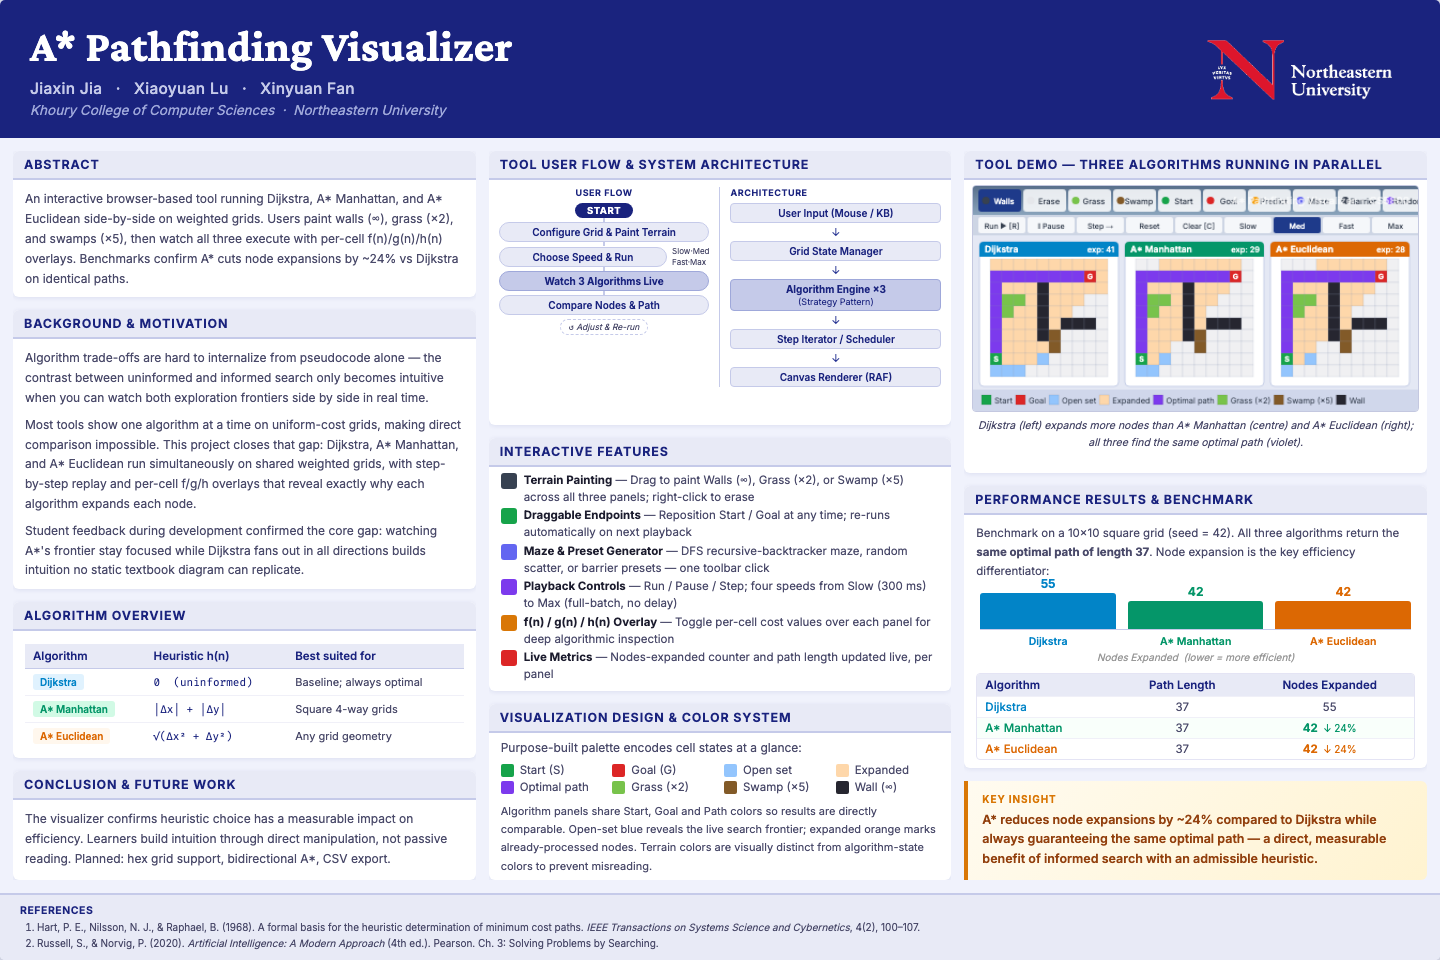 A* Pathfinding Visualizer
Jiaxin Jia · Xiaoyuan Lu · Xinyuan Fan
Khoury College of Computer Sciences · Northeastern University
LVX VERITAS VIRTVS
Northeastern
University
ABSTRACT
An interactive browser-based tool running Dijkstra, A* Manhattan, and A*
Euclidean side-by-side on weighted grids. Users paint walls (∞), grass (×2),
and swamps (×5), then watch all three execute with per-cell f(n)/g(n)/h(n)
overlays. Benchmarks confirm A* cuts node expansions by ~24% vs Dijkstra
on identical paths.
BACKGROUND & MOTIVATION
Algorithm trade-offs are hard to internalize from pseudocode alone — the
contrast between uninformed and informed search only becomes intuitive
when you can watch both exploration frontiers side by side in real time.
Most tools show one algorithm at a time on uniform-cost grids, making direct
comparison impossible. This project closes that gap: Dijkstra, A* Manhattan,
and A* Euclidean run simultaneously on shared weighted grids, with step-
by-step replay and per-cell f/g/h overlays that reveal exactly why each
algorithm expands each node.
Student feedback during development confirmed the core gap: watching
A*'s frontier stay focused while Dijkstra fans out in all directions builds
intuition no static textbook diagram can replicate.
ALGORITHM OVERVIEW
Algorithm Heuristic h(n) Best suited for
Dijkstra 0 (uninformed) Baseline; always optimal
A* Manhattan |Δx| + |Δy| Square 4-way grids
A* Euclidean √(Δx² + Δy²) Any grid geometry
CONCLUSION & FUTURE WORK
The visualizer confirms heuristic choice has a measurable impact on
efficiency. Learners build intuition through direct manipulation, not passive
reading. Planned: hex grid support, bidirectional A*, CSV export.
TOOL USER FLOW & SYSTEM ARCHITECTURE
USER FLOW
START
Configure Grid & Paint Terrain
Choose Speed & Run
Slow·Med
Fast·Max
Watch 3 Algorithms Live
Compare Nodes & Path
↺ Adjust & Re-run
ARCHITECTURE
User Input (Mouse / KB)
↓
Grid State Manager
↓
Algorithm Engine ×3
(Strategy Pattern)
↓
Step Iterator / Scheduler
↓
Canvas Renderer (RAF)
INTERACTIVE FEATURES
Terrain Painting — Drag to paint Walls (∞), Grass (×2), or Swamp (×5)
across all three panels; right-click to erase
Draggable Endpoints — Reposition Start / Goal at any time; re-runs
automatically on next playback
Maze & Preset Generator — DFS recursive-backtracker maze, random
scatter, or barrier presets — one toolbar click
Playback Controls — Run / Pause / Step; four speeds from Slow (300 ms)
to Max (full-batch, no delay)
f(n) / g(n) / h(n) Overlay — Toggle per-cell cost values over each panel for
deep algorithmic inspection
Live Metrics — Nodes-expanded counter and path length updated live, per
panel
VISUALIZATION DESIGN & COLOR SYSTEM
Purpose-built palette encodes cell states at a glance:
Start (S) Goal (G) Open set Expanded
Optimal path Grass (×2) Swamp (×5) Wall (∞)
Algorithm panels share Start, Goal and Path colors so results are directly
comparable. Open-set blue reveals the live search frontier; expanded orange marks
already-processed nodes. Terrain colors are visually distinct from algorithm-state
colors to prevent misreading.
TOOL DEMO — THREE ALGORITHMS RUNNING IN PARALLEL
Walls Erase Grass Swamp Start Goal Predict Maze Barrier
Run ▶ [R] ‖ Pause Step → Reset Clear [C] Slow Med Fast Max
Dijkstra exp: 41 A* Manhattan exp: 29 A* Euclidean exp: 28
G G G
S S S
Start Goal Open set Expanded Optimal path Grass (×2) Swamp (×5) Wall
Dijkstra (left) expands more nodes than A* Manhattan (centre) and A* Euclidean (right);
all three find the same optimal path (violet).
PERFORMANCE RESULTS & BENCHMARK
Benchmark on a 10×10 square grid (seed = 42). All three algorithms return the
same optimal path of length 37. Node expansion is the key efficiency
differentiator:
55 42 42
Dijkstra A* Manhattan A* Euclidean
Nodes Expanded (lower = more efficient)
Algorithm Path Length Nodes Expanded
Dijkstra 37 55
A* Manhattan 37 42 ↓ 24%
A* Euclidean 37 42 ↓ 24%
KEY INSIGHT
A* reduces node expansions by ~24% compared to Dijkstra while
always guaranteeing the same optimal path — a direct, measurable
benefit of informed search with an admissible heuristic.
REFERENCES
1. Hart, P. E., Nilsson, N. J., & Raphael, B. (1968). A formal basis for the heuristic determination of minimum cost paths. IEEE Transactions on Systems Science and Cybernetics, 4(2), 100–107.
2. Russell, S., & Norvig, P. (2020). Artificial Intelligence: A Modern Approach (4th ed.). Pearson. Ch. 3: Solving Problems by Searching.